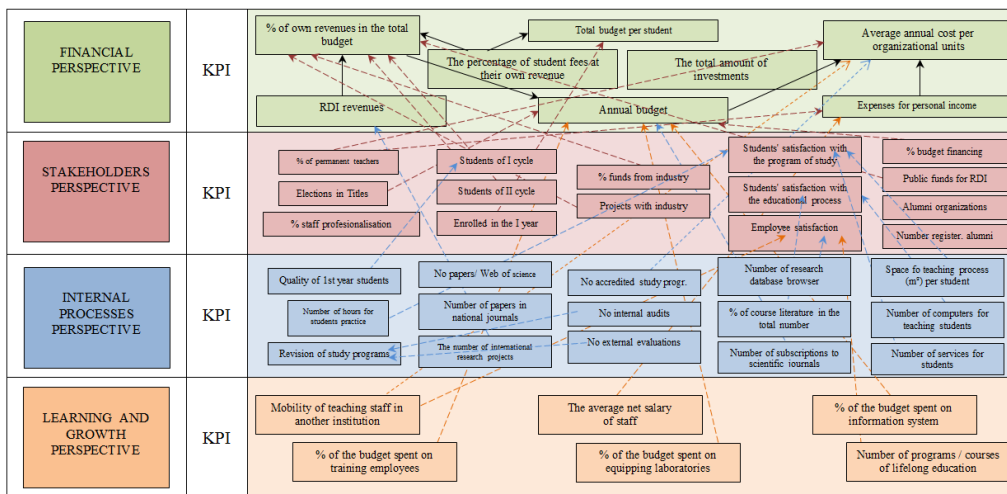 FINANCIAL
PERSPECTIVE
KPI
% of own revenues in the total
budget
Total budget per student
Average annual cost per
organizational units
The percentage of student fees at
their own revenue
The total amount of
investments
RDI revenues
Annual budget
Expenses for personal income
STAKEHOLDERS
PERSPECTIVE
KPI
% of permanent teachers
Elections in Titles
% staff profesionalisation
Students of I cycle
Students of II cycle
Enrolled in the I year
% funds from industry
Projects with industry
Students' satisfaction with
the program of study
Students' satisfaction with
the educational process
Employee satisfaction
% budget financing
Public funds for RDI
Alumni organizations
Number register. alumni
INTERNAL
PROCESSES
PERSPECTIVE
KPI
Quality of 1st year students
Number of hours for
students practice
Revision of study programs
No papers/ Web of science
Number of papers in
national journals
The number of international
research projects
No accredited study progr.
No internal audits
No external evaluations
Number of research
database browser
% of course literature in the
total number
Number of subscriptions to
scientific journals
Space fo teaching process
(m²) per student
Number of computers for
teaching students
Number of services for
students
LEARNING AND
GROWTH
PERSPECTIVE
KPI
Mobility of teaching staff in
another institution
% of the budget spent on
training employees
The average net salary
of staff
% of the budget spent on
equipping laboratories
% of the budget spent on
information system
Number of programs / courses
of lifelong education